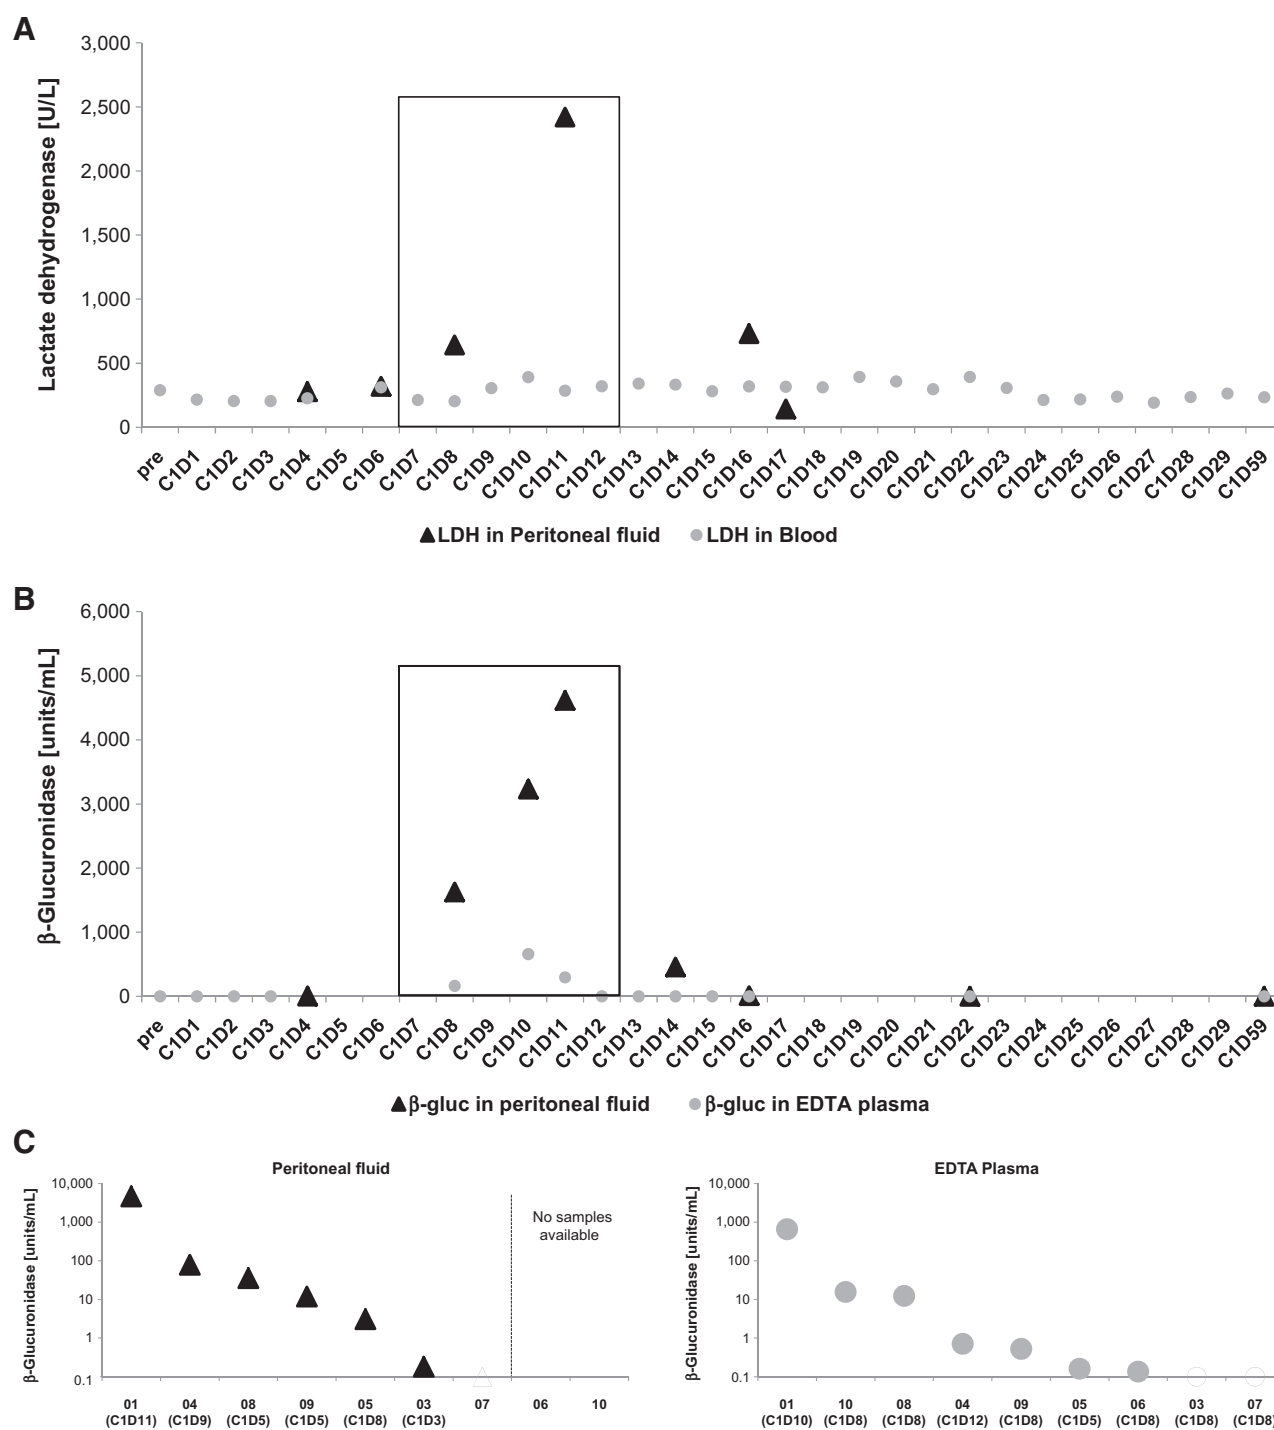 A
Lactate dehydrogenase [U/L]
3,000
2,500
2,000
1,500
1,000
500
0
pre C1D1 C1D2 C1D3 C1D4 C1D5 C1D6 C1D7 C1D8 C1D9 C1D10 C1D11 C1D12 C1D13 C1D14 C1D15 C1D16 C1D17 C1D18 C1D19 C1D20 C1D21 C1D22 C1D23 C1D24 C1D25 C1D26 C1D27 C1D28 C1D29 C1D59
LDH in Peritoneal fluid LDH in Blood
B
β-Glucuronidase [units/mL]
6,000
5,000
4,000
3,000
2,000
1,000
0
pre C1D1 C1D2 C1D3 C1D4 C1D5 C1D6 C1D7 C1D8 C1D9 C1D10 C1D11 C1D12 C1D13 C1D14 C1D15 C1D16 C1D17 C1D18 C1D19 C1D20 C1D21 C1D22 C1D23 C1D24 C1D25 C1D26 C1D27 C1D28 C1D29 C1D59
β-gluc in peritoneal fluid β-gluc in EDTA plasma
C
Peritoneal fluid
β-Glucuronidase [units/mL]
10,000
1,000
100
10
1
0.1
No samples
available
01 04 08 09 05 03 07 06 10
(C1D11) (C1D9) (C1D5) (C1D5) (C1D8) (C1D3)
EDTA Plasma
β-Glucuronidase [units/mL]
10,000
1,000
100
10
1
0.1
01 10 08 04 09 05 06 03 07
(C1D10) (C1D8) (C1D8) (C1D12) (C1D8) (C1D5) (C1D8) (C1D8) (C1D8)